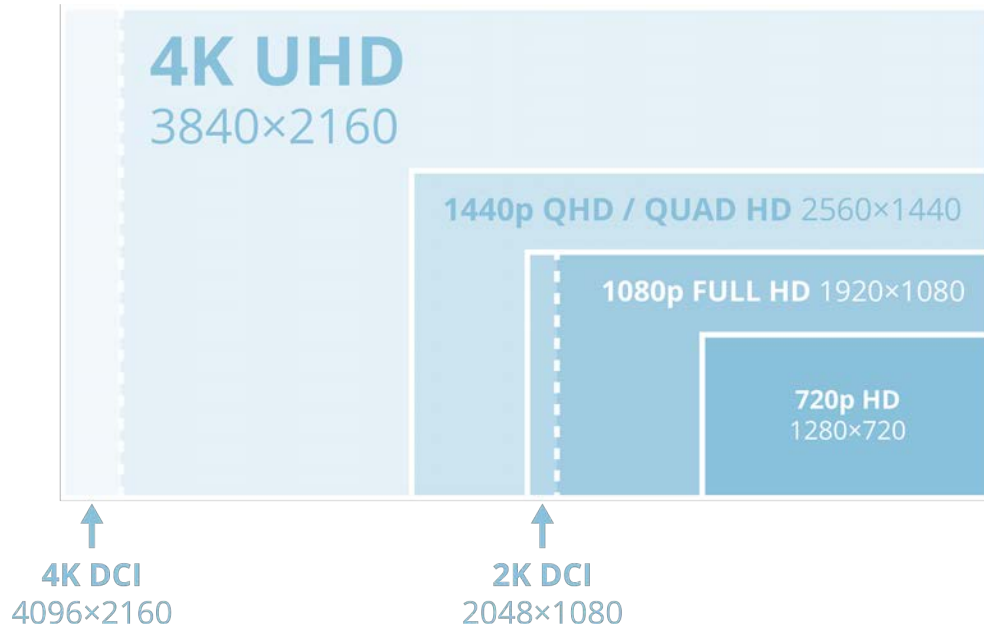 4K UHD
3840×2160
1440p QHD / QUAD HD 2560×1440
1080p FULL HD 1920×1080
720p HD
1280×720
4K DCI
4096×2160
2K DCI
2048×1080